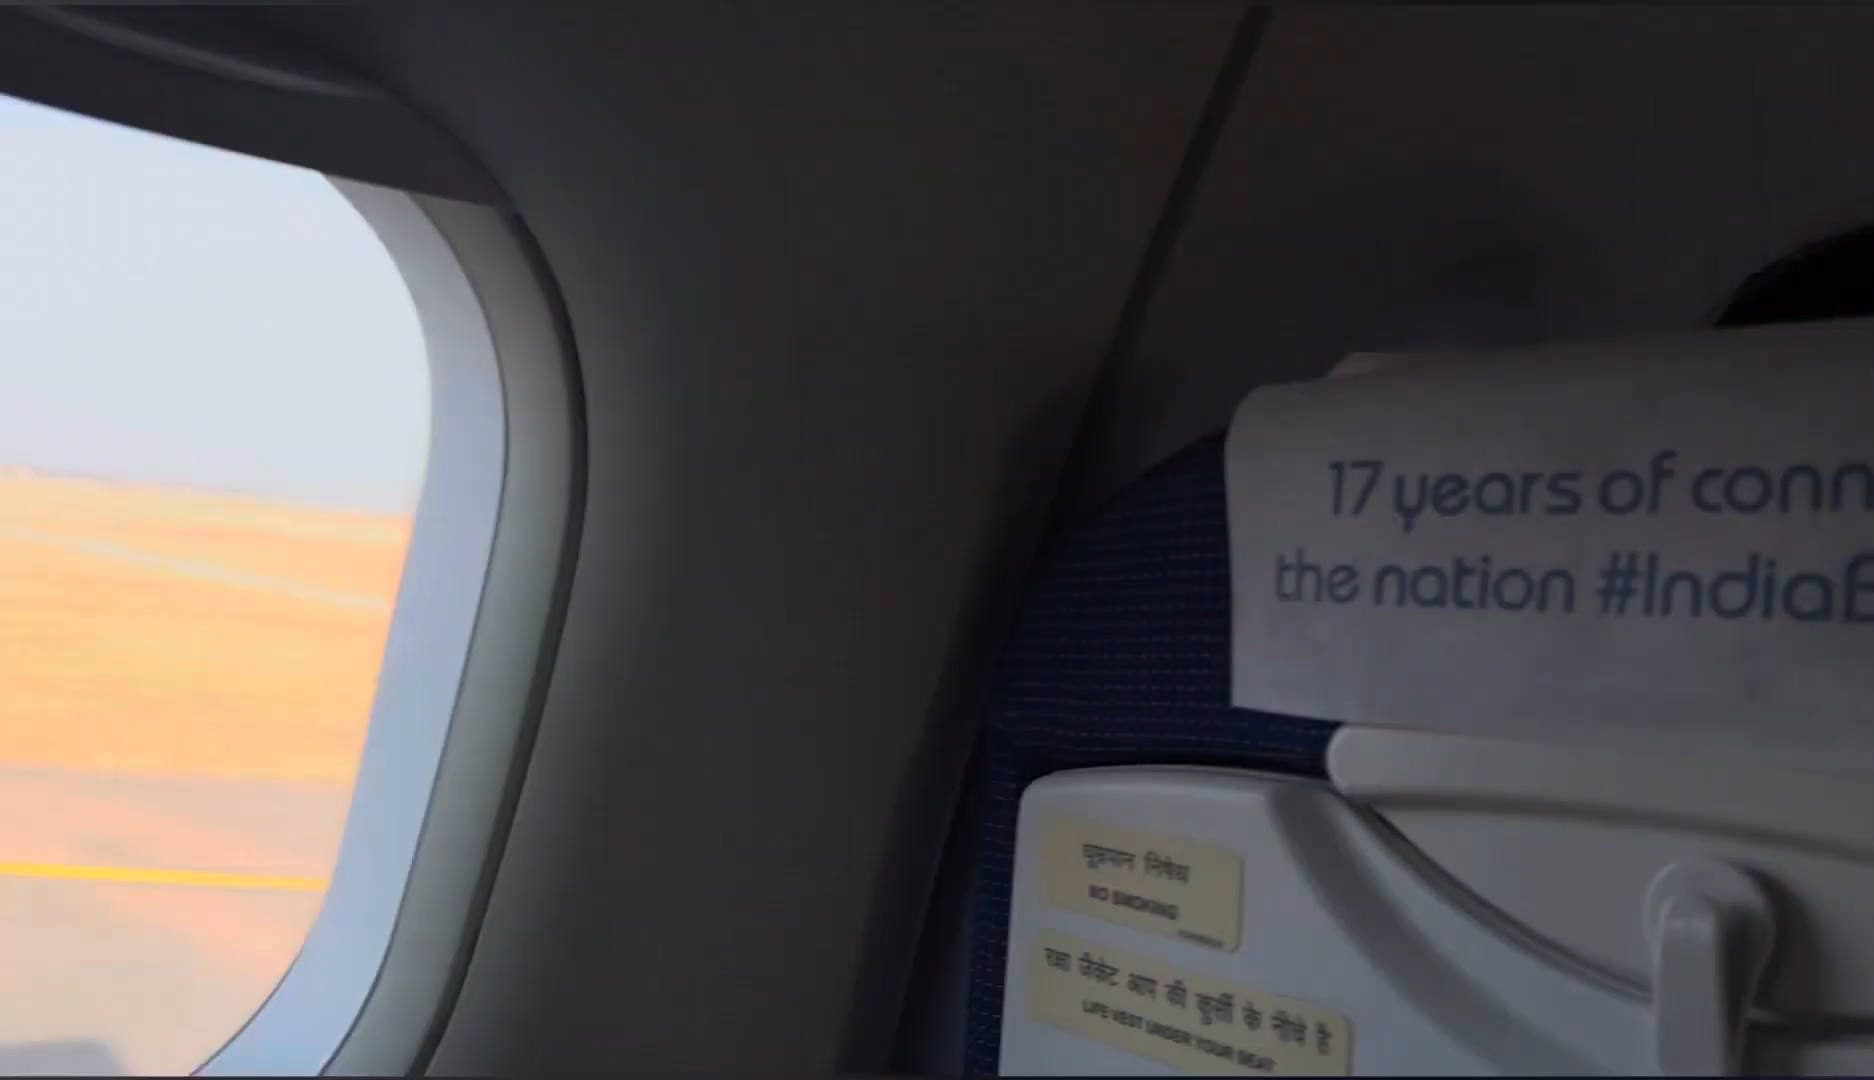 17 years of conn
the nation #IndiaB
धूम्रपान निषेध
NO SMOKING
रक्षा जैकेट आप की कुर्सी के नीचे है
LIFE VEST UNDER YOUR SEAT